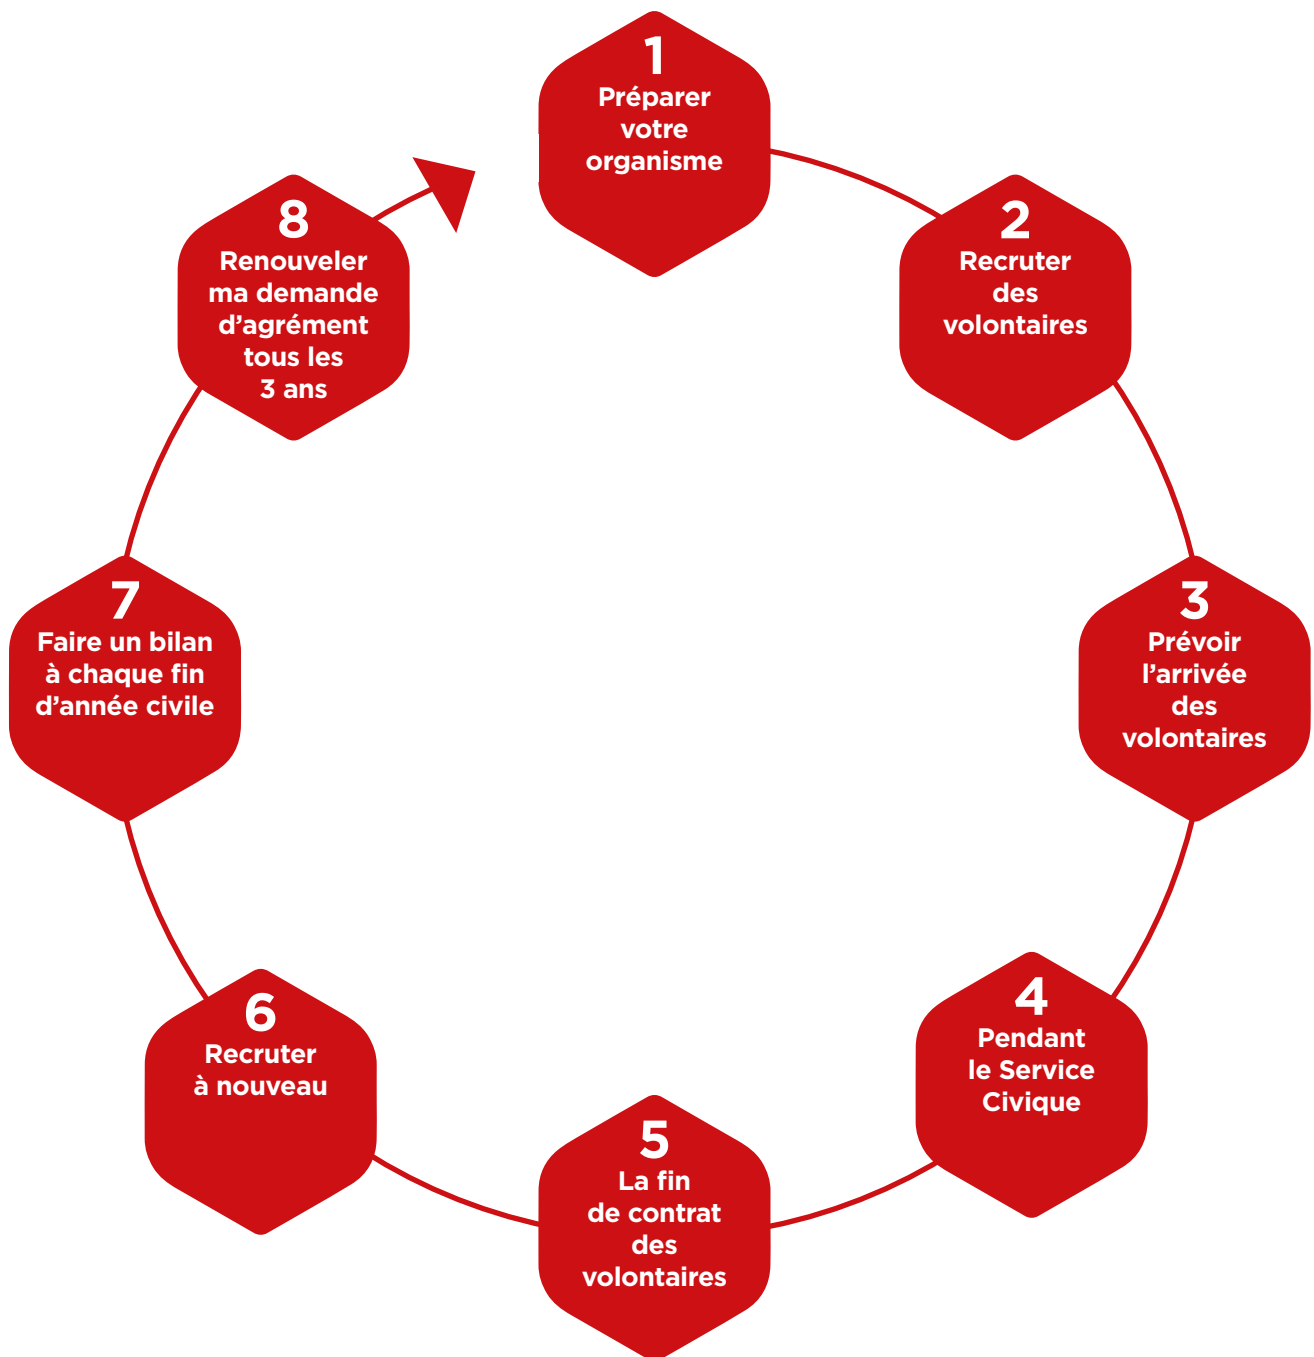 1
Préparer
votre
organisme
2
Recruter
des
volontaires
3
Prévoir
l’arrivée
des
volontaires
4
Pendant
le Service
Civique
5
La fin
de contrat
des
volontaires
6
Recruter
à nouveau
7
Faire un bilan
à chaque fin
d’année civile
8
Renouveler
ma demande
d’agrément
tous les
3 ans